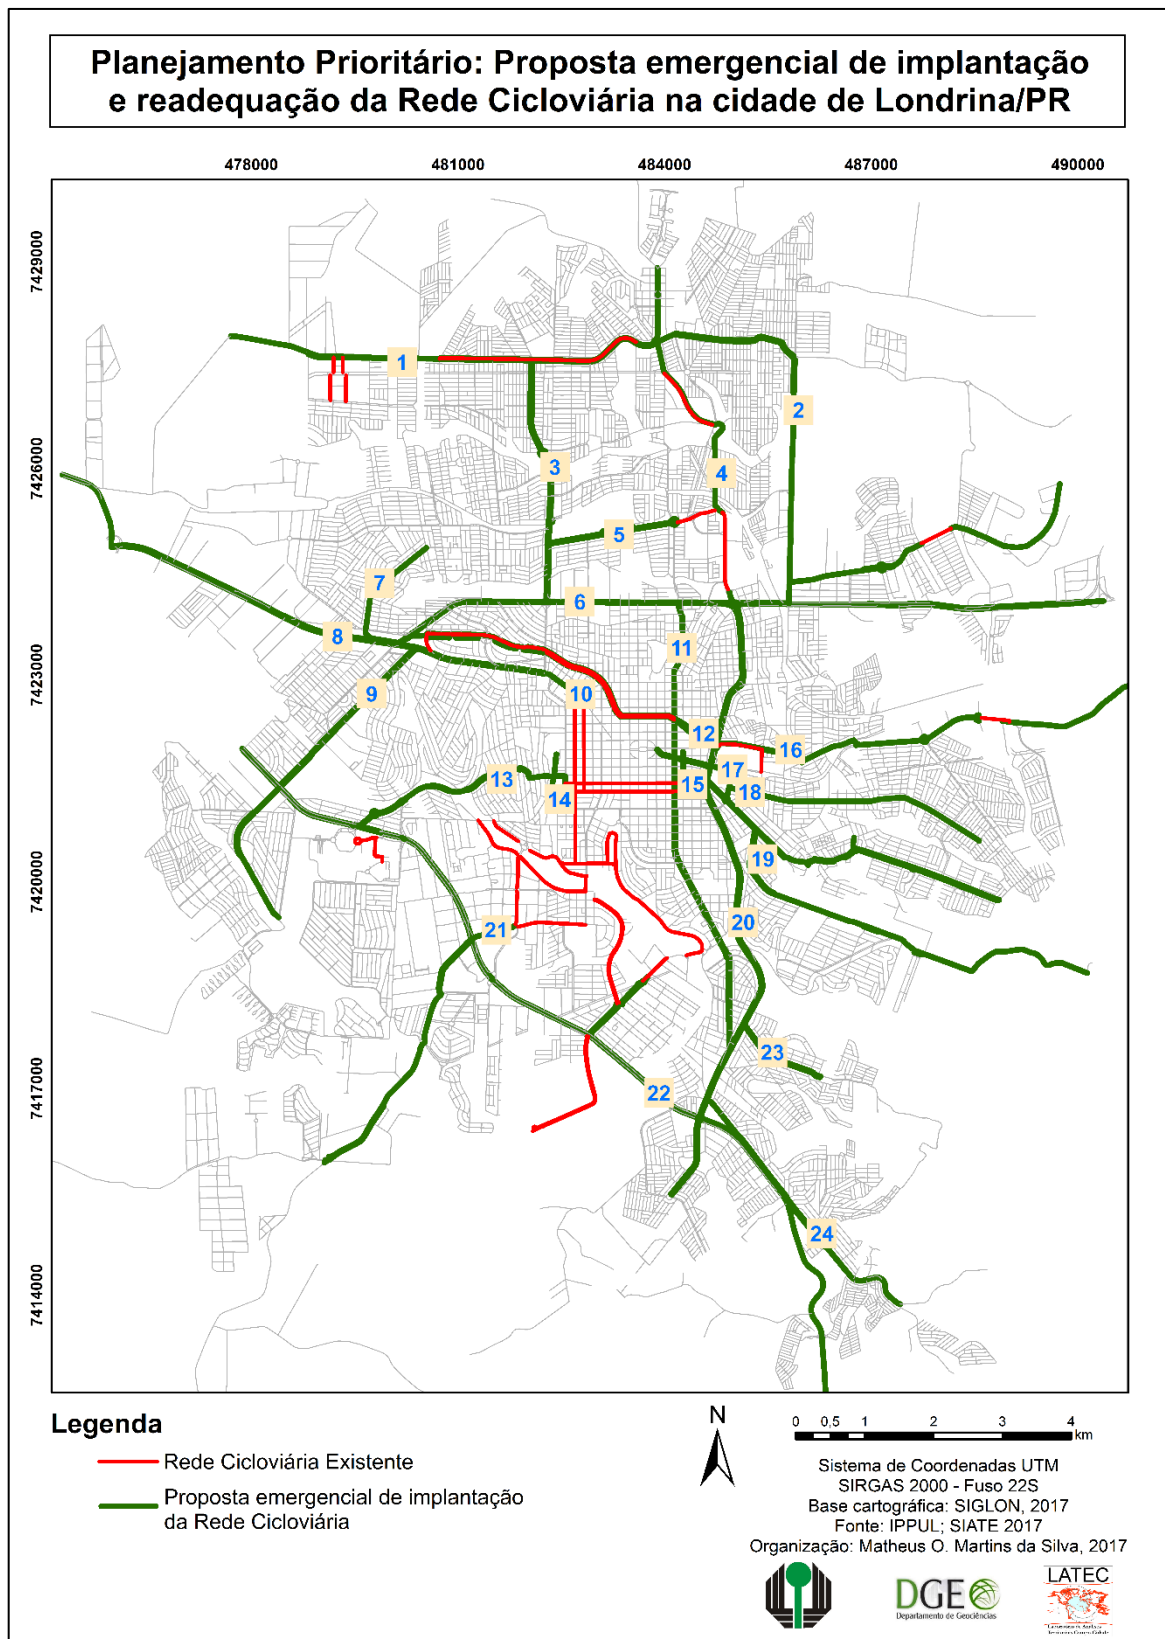 Planejamento Prioritário: Proposta emergencial de implantação
e readequação da Rede Cicloviária na cidade de Londrina/PR
478000 481000 484000 487000 490000
7429000
7426000
7423000
7420000
7417000
7414000
1
2
3
4
5
6
7
8
9
10
11
12
13
14
15
16
17
18
19
20
21
22
23
24
Legenda
Rede Cicloviária Existente
Proposta emergencial de implantação
da Rede Cicloviária
N
0 0,5 1 2 3 4
km
Sistema de Coordenadas UTM
SIRGAS 2000 - Fuso 22S
Base cartográfica: SIGLON, 2017
Fonte: IPPUL; SIATE 2017
Organização: Matheus O. Martins da Silva, 2017
DGEO
Departamento de Geociências
LATEC